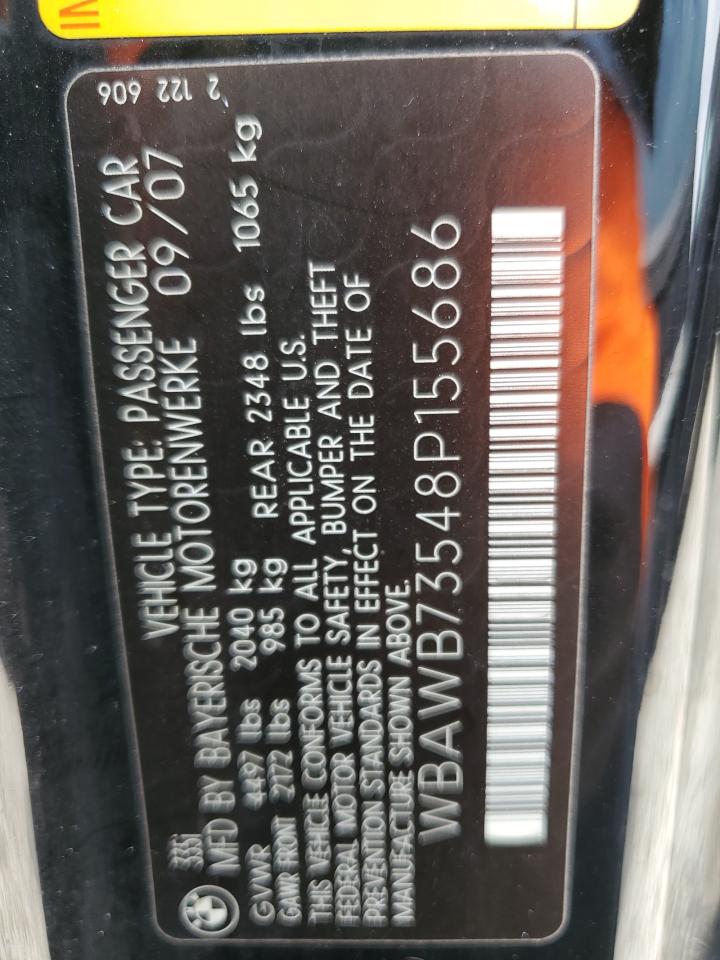 IN
2 122 606
335i VEHICLE TYPE: PASSENGER CAR
MFD BY BAYERISCHE MOTORENWERKE 09/07
GVWR 4497 lbs 2040 kg
GAWR FRONT 2172 lbs 985 kg REAR 2348 lbs 1065 kg
THIS VEHICLE CONFORMS TO ALL APPLICABLE U.S.
FEDERAL MOTOR VEHICLE SAFETY, BUMPER AND THEFT
PREVENTION STANDARDS IN EFFECT ON THE DATE OF
MANUFACTURE SHOWN ABOVE.
WBAWB73548P155686